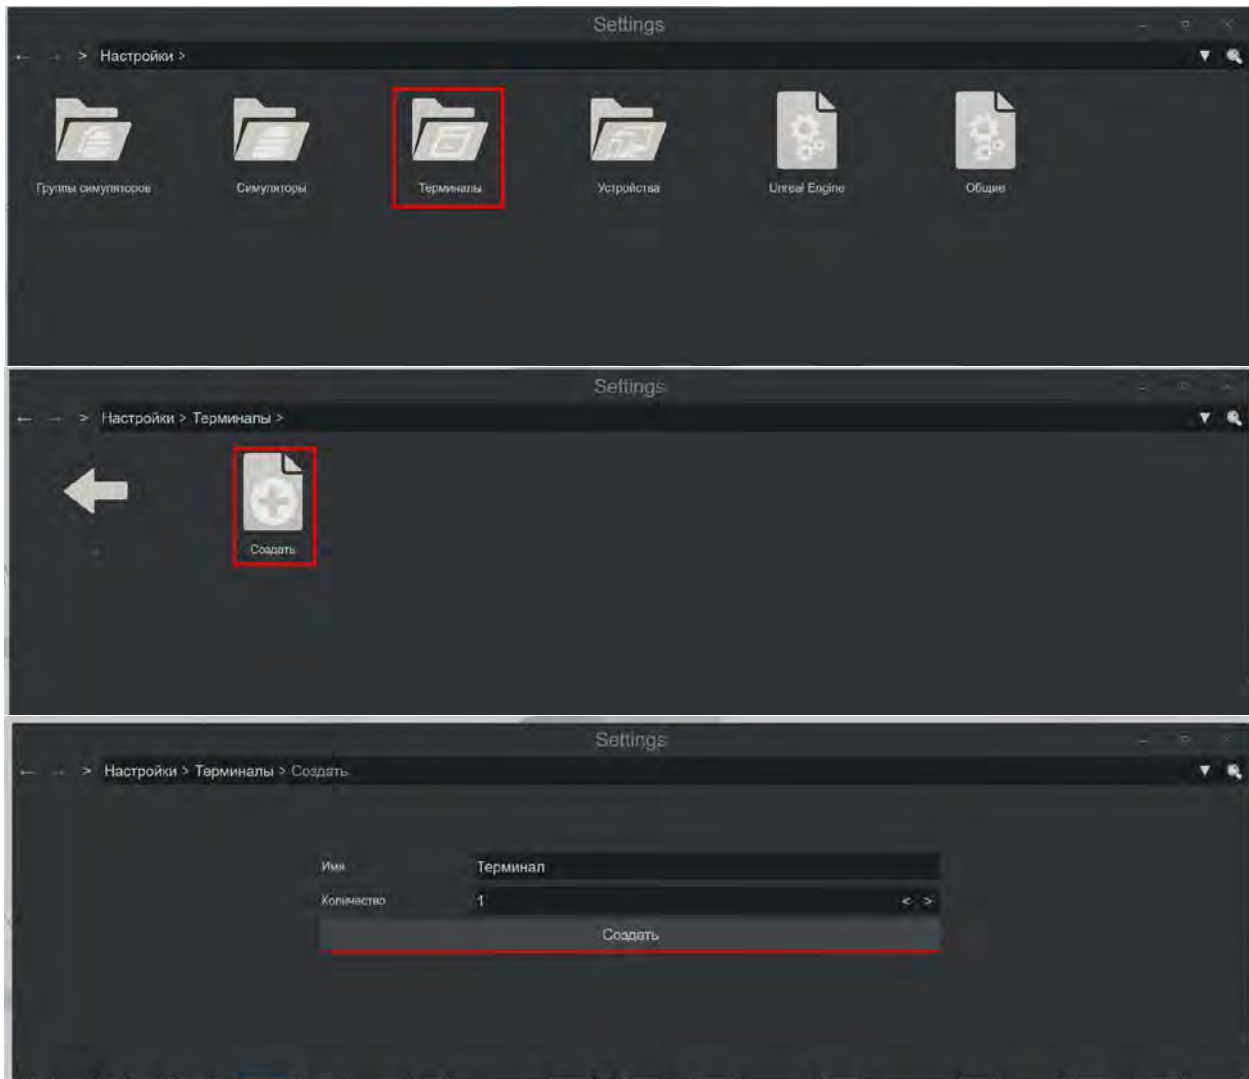 Settings
> Настройки >
Группы симуляторов
Симуляторы
Терминалы
Устройства
Unreal Engine
Общие
Settings
> Настройки > Терминалы >
Создать
Settings
> Настройки > Терминалы > Создать
Имя
Терминал
Количество
1
< >
Создать